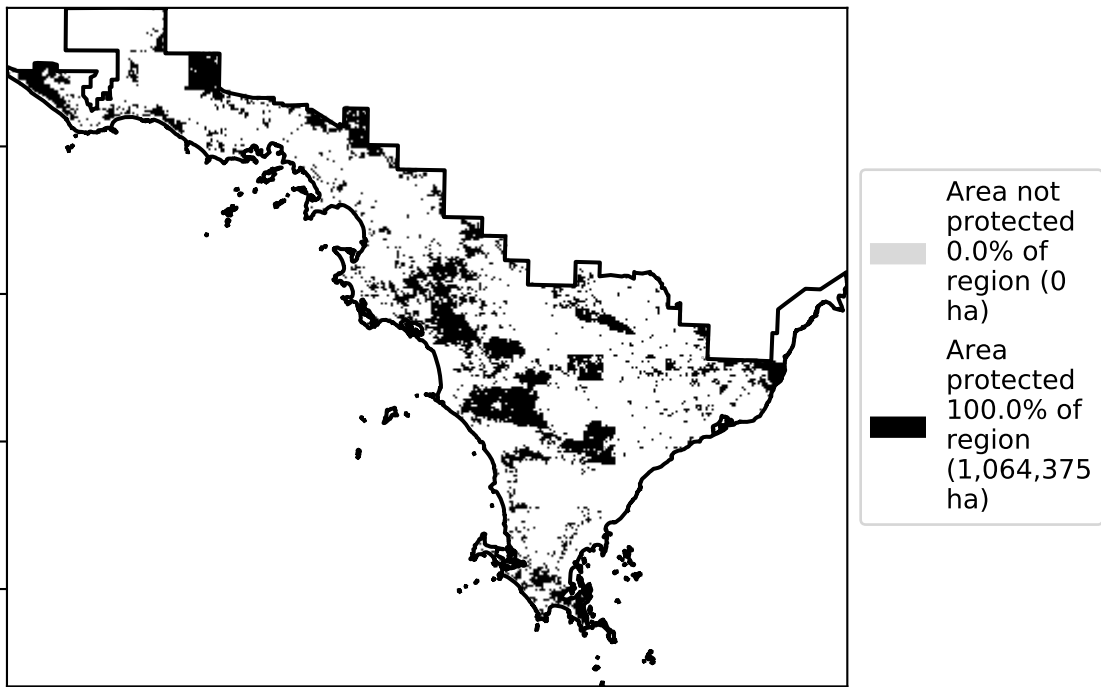 Area not
protected
0.0% of
region (0
ha)
Area
protected
100.0% of
region
(1,064,375
ha)